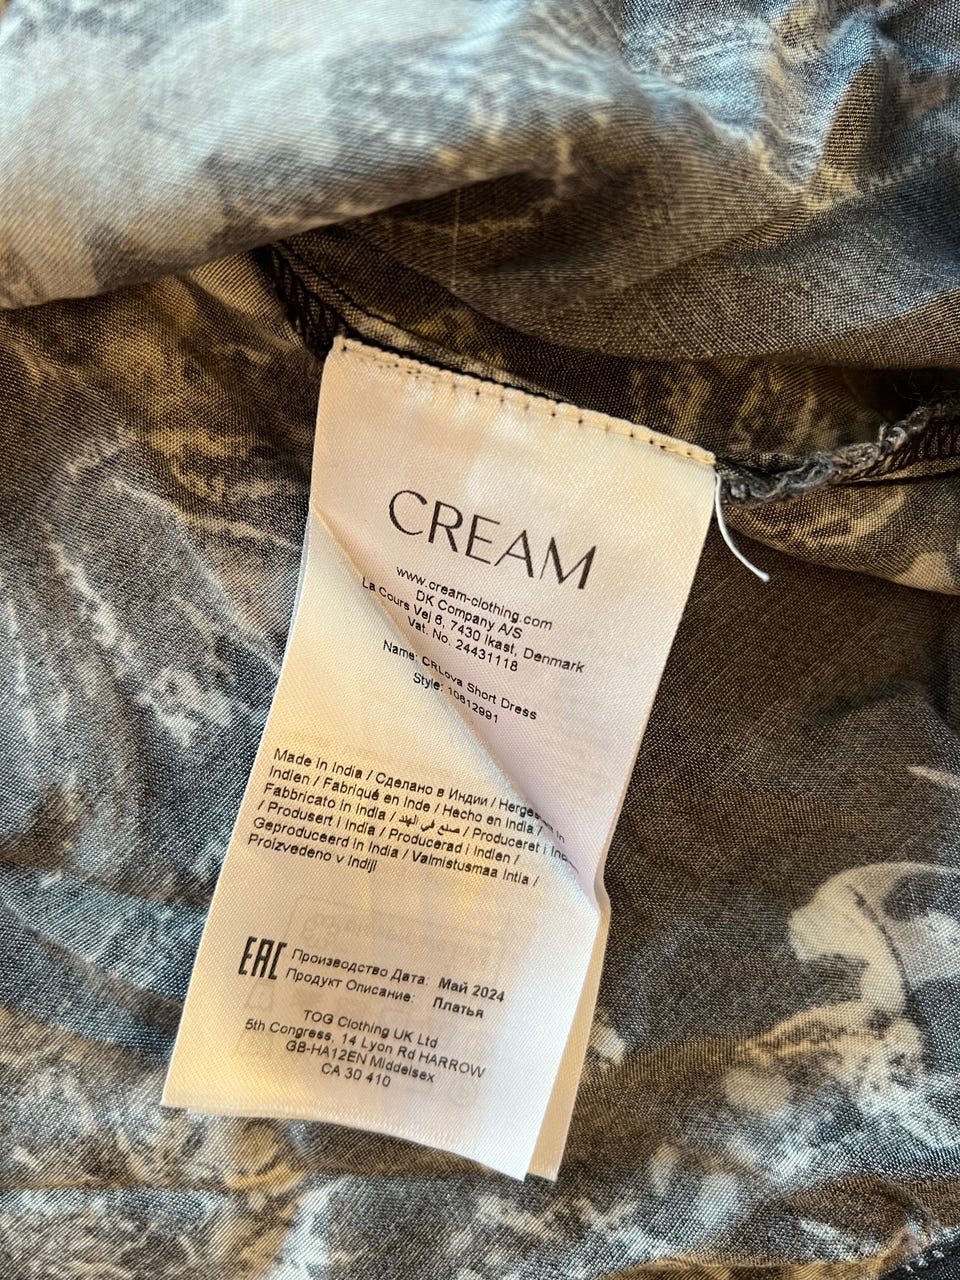 CREAM
www.cream-clothing.com
DK Company A/S
La Cours Vej 6, 7430 Ikast, Denmark
Vat. No. 24431118
Name: CRLova Short Dress
Style: 10612991
Made in India / Сделано в Индии / in
Indien / Fabriqué en Inde / Hecho en India /
Fabbricato in India / صنع في الهند / Produceret i
/ Produsert i India / Producerad i Indien /
Geproduceerd in India / Valmistusmaa Intia /
Proizvedeno v Indiji
EAC
Производство Дата: Май 2024
Продукт Описание: Платья
TOG Clothing UK Ltd
5th Congress, 14 Lyon Rd HARROW
GB-HA12EN Middelsex
CA 30 410